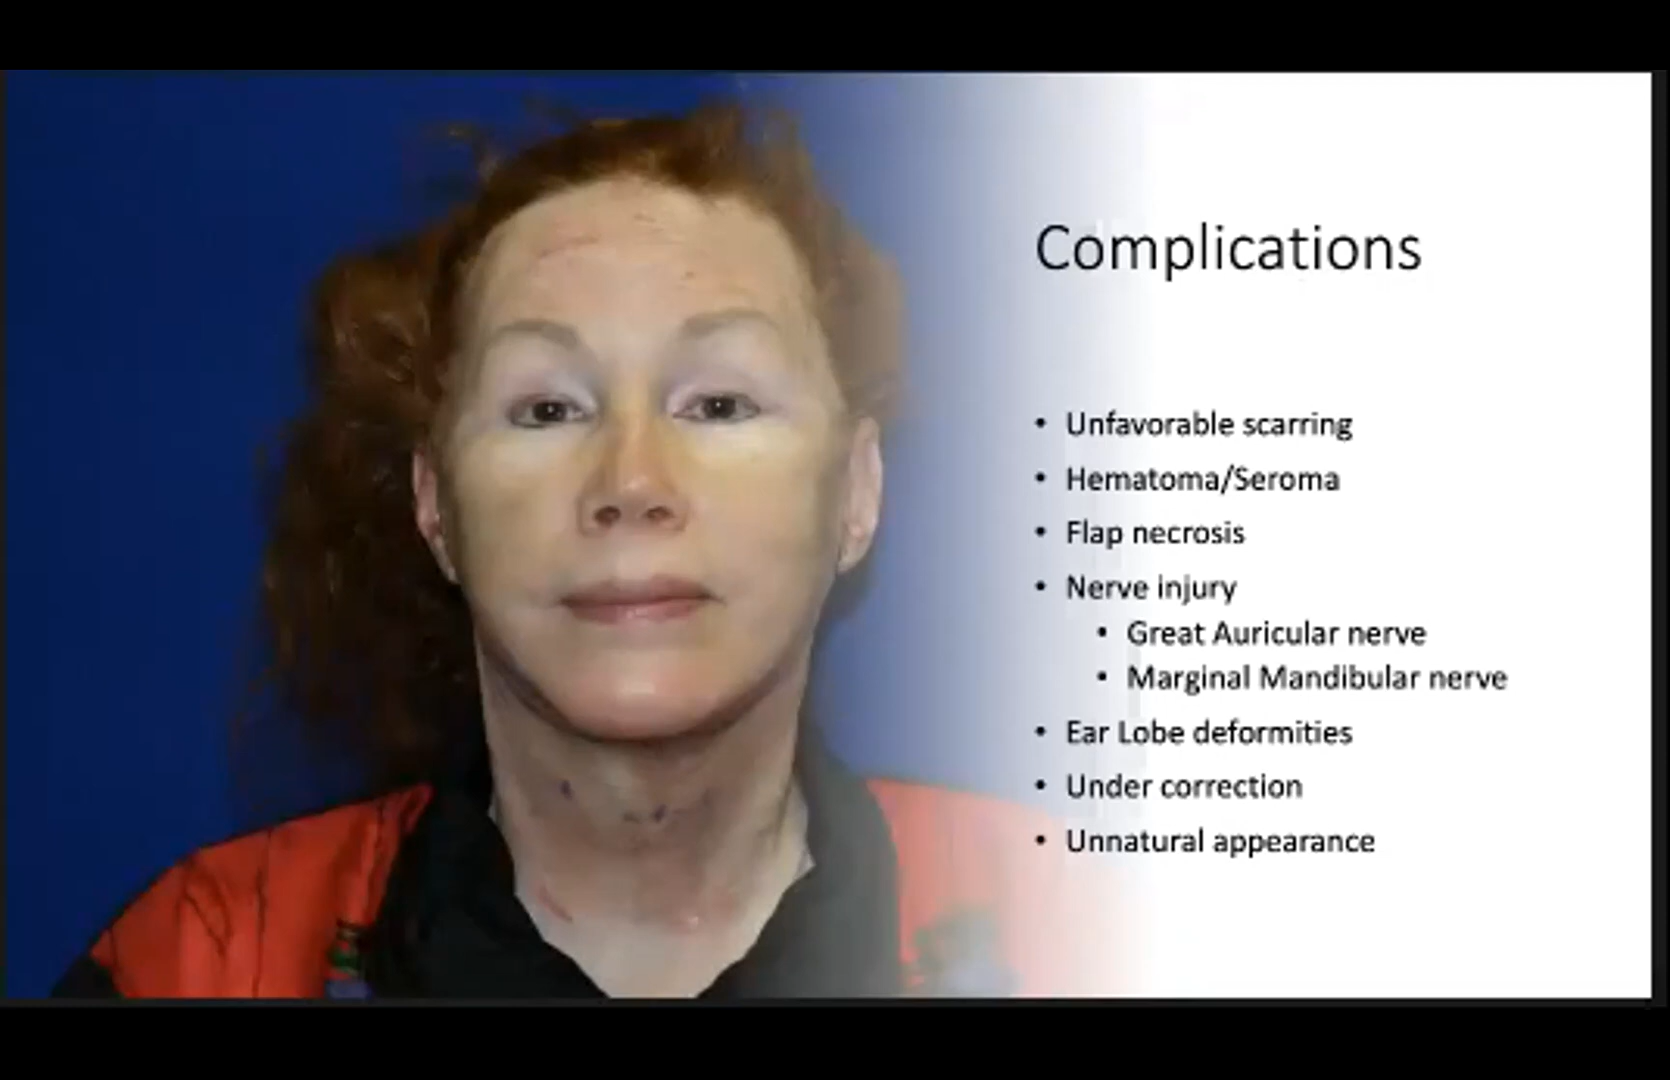 Complications
• Unfavorable scarring
• Hematoma/Seroma
• Flap necrosis
• Nerve injury
• Great Auricular nerve
• Marginal Mandibular nerve
• Ear Lobe deformities
• Under correction
• Unnatural appearance